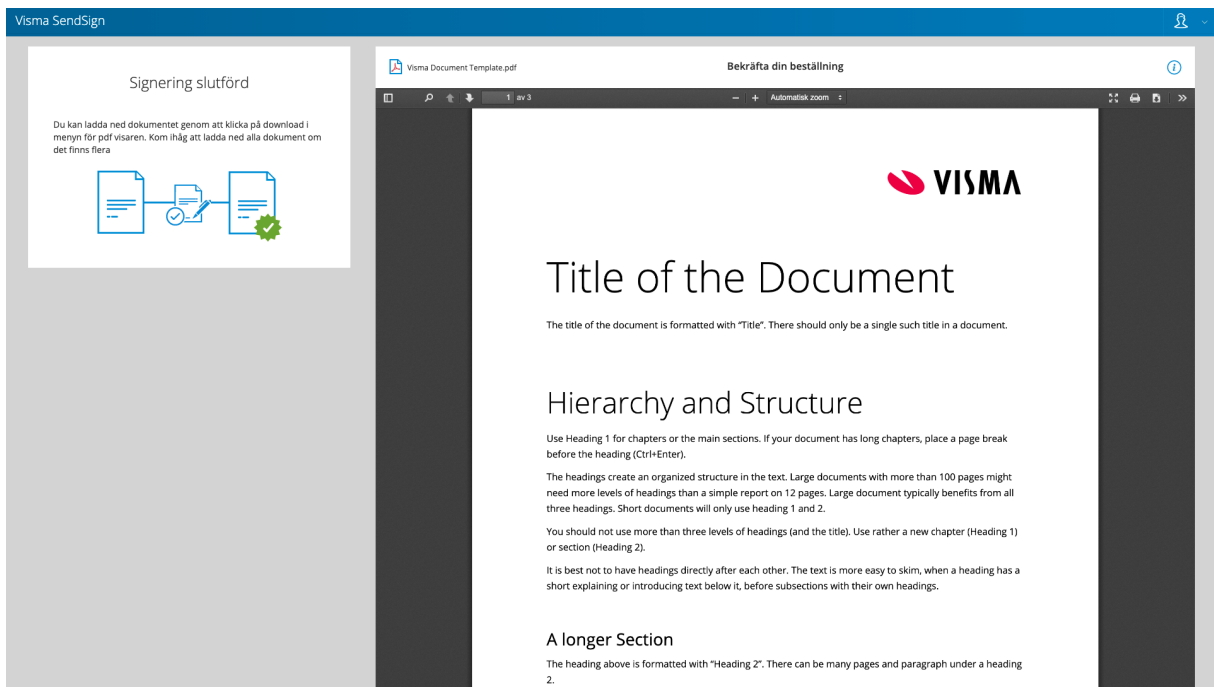 Visma SendSign
Signering slutförd
Du kan ladda ned dokumentet genom att klicka på download i
menyn för pdf visaren. Kom ihåg att ladda ned alla dokument om
det finns flera
Visma Document Template.pdf
Bekräfta din beställning
1 av 3
Automatisk zoom
VISMA
Title of the Document
The title of the document is formatted with “Title”. There should only be a single such title in a document.
Hierarchy and Structure
Use Heading 1 for chapters or the main sections. If your document has long chapters, place a page break
before the heading (Ctrl+Enter).
The headings create an organized structure in the text. Large documents with more than 100 pages might
need more levels of headings than a simple report on 12 pages. Large document typically benefits from all
three headings. Short documents will only use heading 1 and 2.
You should not use more than three levels of headings (and the title). Use rather a new chapter (Heading 1)
or section (Heading 2).
It is best not to have headings directly after each other. The text is more easy to skim, when a heading has a
short explaining or introducing text below it, before subsections with their own headings.
A longer Section
The heading above is formatted with “Heading 2”. There can be many pages and paragraph under a heading
2.